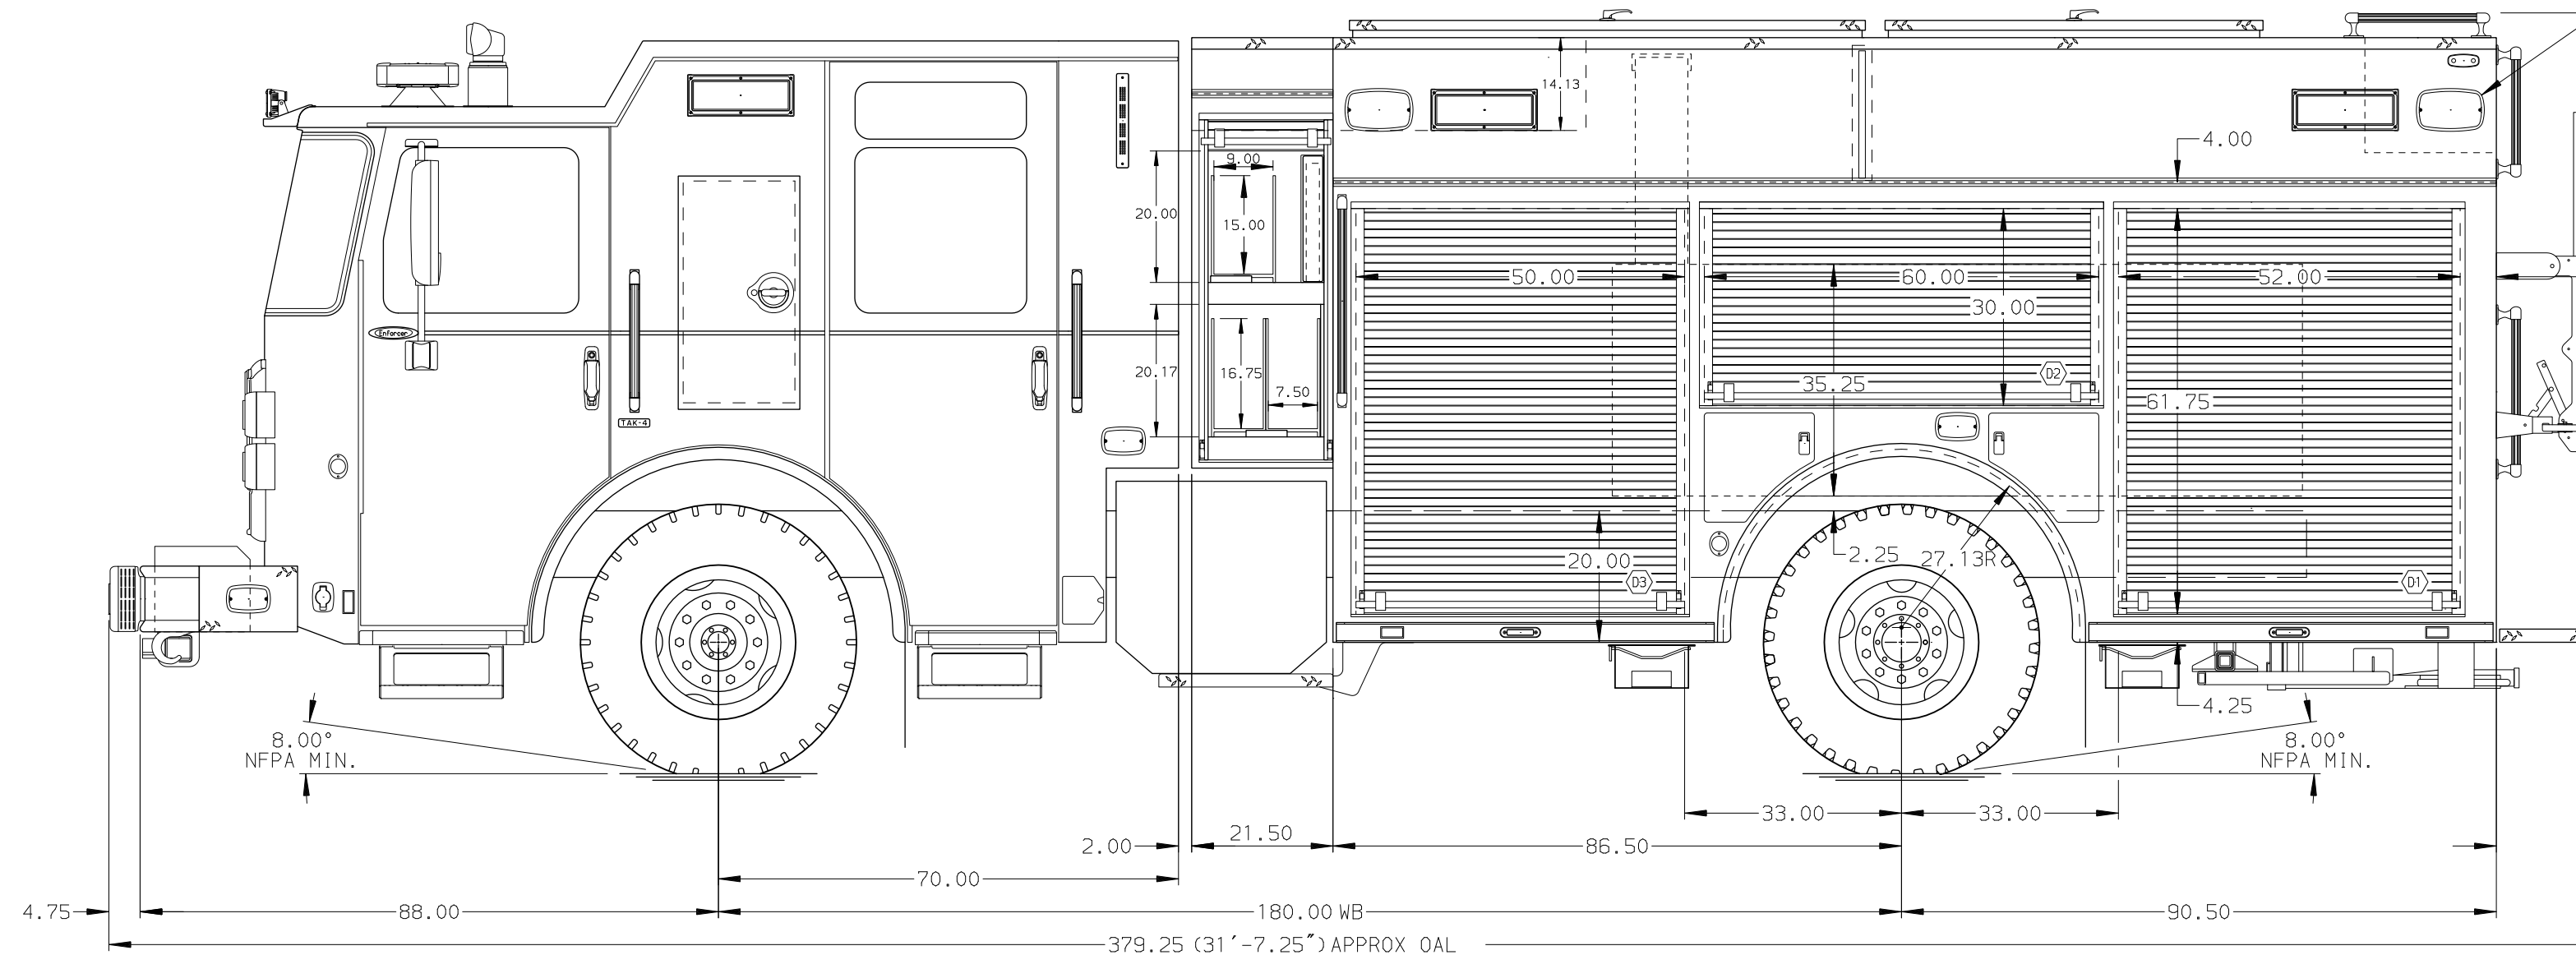 14.13
4.00
9.00
20.00
15.00
50.00
60.00
52.00
30.00
Enforcer
20.17
16.75
7.50
D2
35.25
61.75
TAK-4
2.25
27.13R
20.00
D3
D1
4.25
8.00°
NFPA MIN.
8.00°
NFPA MIN.
33.00
33.00
21.50
2.00
86.50
70.00
4.75
88.00
180.00 WB
90.50
379.25 (31'-7.25") APPROX OAL